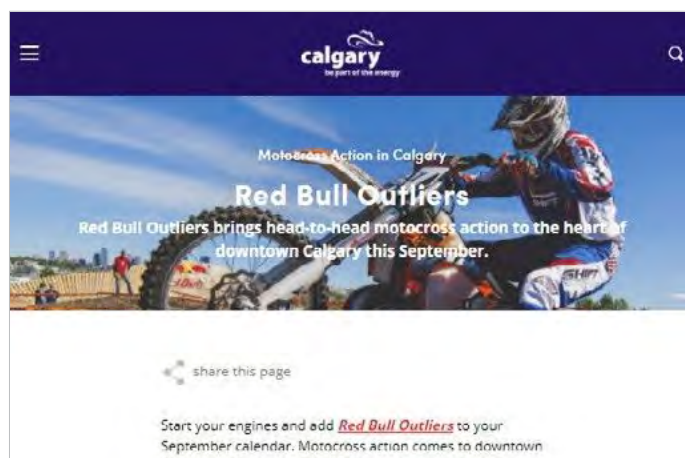 calgary
be part of the energy
Motocross Action in Calgary
Red Bull Outliers
Red Bull Outliers brings head-to-head motocross action to the heart of
downtown Calgary this September.
SHIFT
SHIFT
share this page
Start your engines and add Red Bull Outliers to your
September calendar. Motocross action comes to downtown